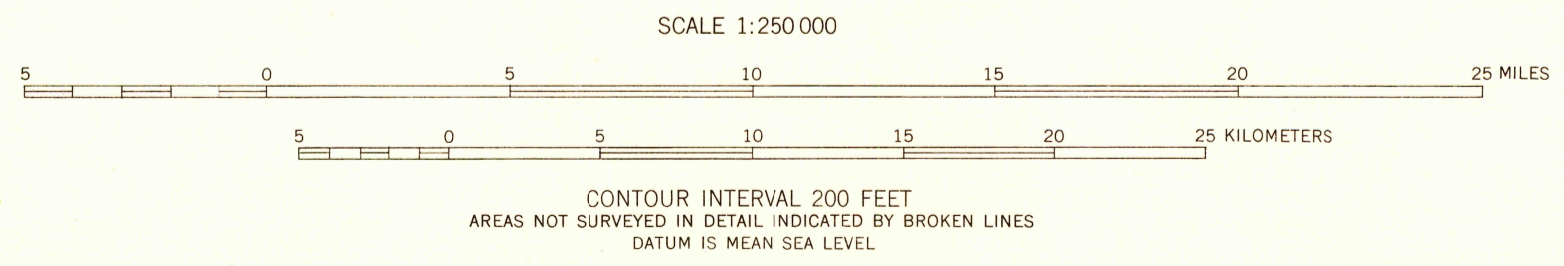 SCALE 1:250 000
5 0 5 10 15 20 25 MILES
5 0 5 10 15 20 25 KILOMETERS
CONTOUR INTERVAL 200 FEET
AREAS NOT SURVEYED IN DETAIL INDICATED BY BROKEN LINES
DATUM IS MEAN SEA LEVEL